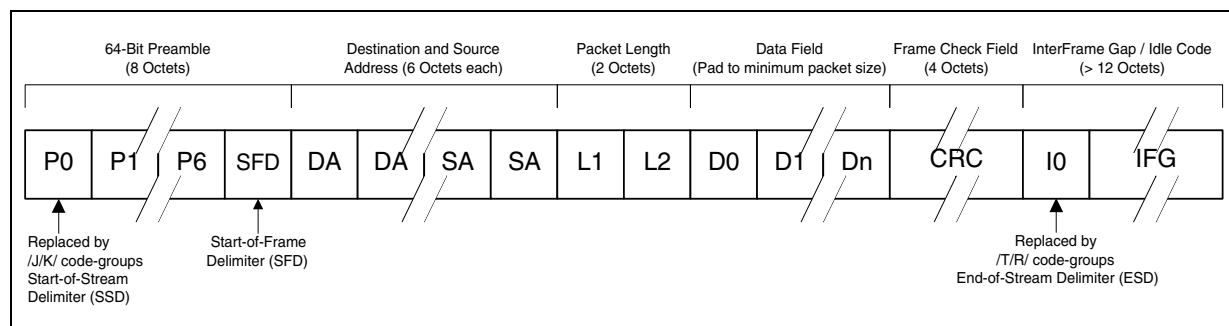 64-Bit Preamble
(8 Octets)
Destination and Source
Address (6 Octets each)
Packet Length
(2 Octets)
Data Field
(Pad to minimum packet size)
Frame Check Field
(4 Octets)
InterFrame Gap / Idle Code
(> 12 Octets)
P0 P1 P6 SFD DA DA SA SA L1 L2 D0 D1 Dn CRC I0 IFG
Replaced by
/J/K/ code-groups
Start-of-Stream
Delimiter (SSD)
Start-of-Frame
Delimiter (SFD)
Replaced by
/T/R/ code-groups
End-of-Stream Delimiter (ESD)